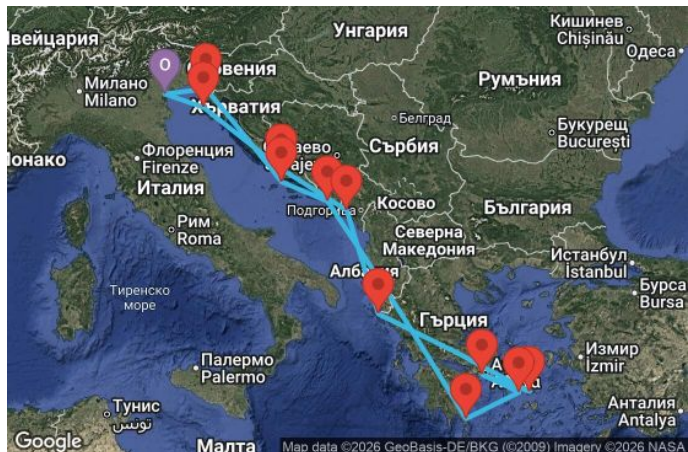 Кишинев
Chișinău
Швейцария
Унгария
Одеса
Словения
О
Милано
Milano
Румъния
Хърватия
Белград
Букурещ
București
Монако
Флоренция
Firenze
Сърбия
Италия
Подгорица
Косово
България
Рим
Roma
Северна
Македония
Истанбул
İstanbul
Албания
Бурса
Bursa
Тиренско
море
Гърция
Измир
İzmir
Палермо
Palermo
Анталия
Antalya
Тунис
تونس
Малта
Google
Map data ©2026 GeoBasis-DE/BKG (©2009) Imagery ©2026 NASA